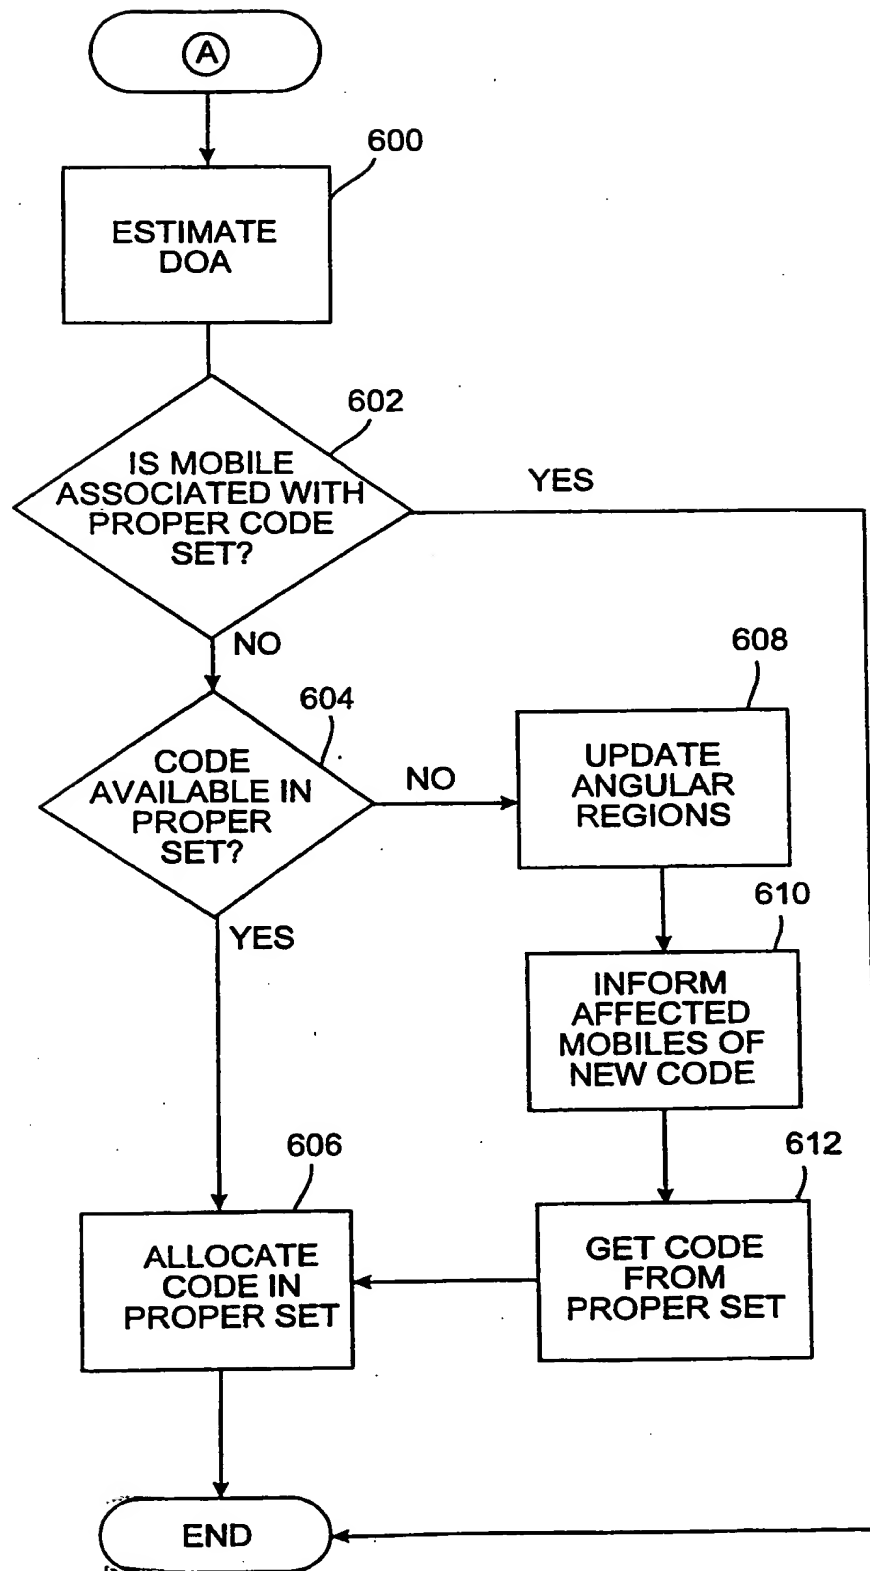 A
600
ESTIMATE
DOA
602
IS MOBILE
ASSOCIATED WITH
PROPER CODE
SET?
YES
NO
604
CODE
AVAILABLE IN
PROPER
SET?
NO
608
UPDATE
ANGULAR
REGIONS
YES
610
INFORM
AFFECTED
MOBILES OF
NEW CODE
606
ALLOCATE
CODE IN
PROPER SET
612
GET CODE
FROM
PROPER SET
END